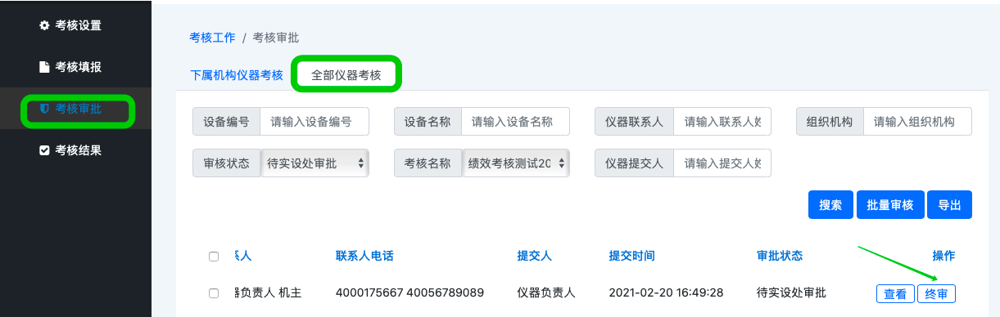 考核设置
考核填报
考核审批
考核结果
考核工作 / 考核审批
下属机构仪器考核 全部仪器考核
设备编号 请输入设备编号 设备名称 请输入设备名称 仪器联系人 请输入联系人 组织机构 请输入组织机构
审核状态 待实设处审批 考核名称 绩效考核测试20 仪器提交人 请输入提交人
搜索 批量审核 导出
系人 联系人电话 提交人 提交时间 审批状态 操作
器负责人 机主 4000175667 40056789089 仪器负责人 2021-02-20 16:49:28 待实设处审批 查看 终审